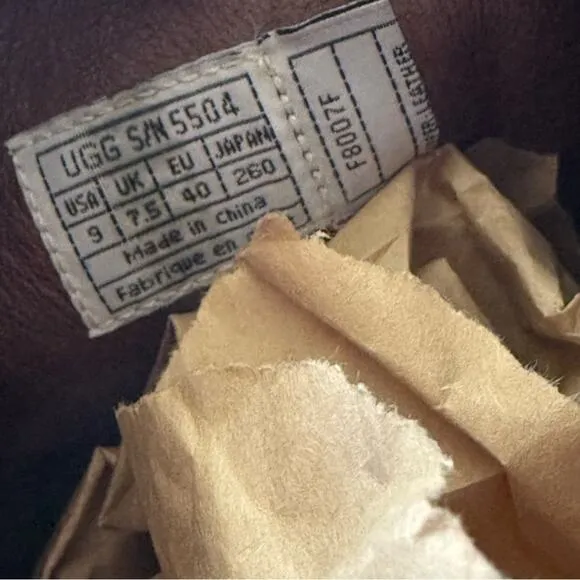 UGG S/N 5504
USA UK EU JAPAN
9 7.5 40 260
Made in China
Fabrique en
F8007F
LEATHER